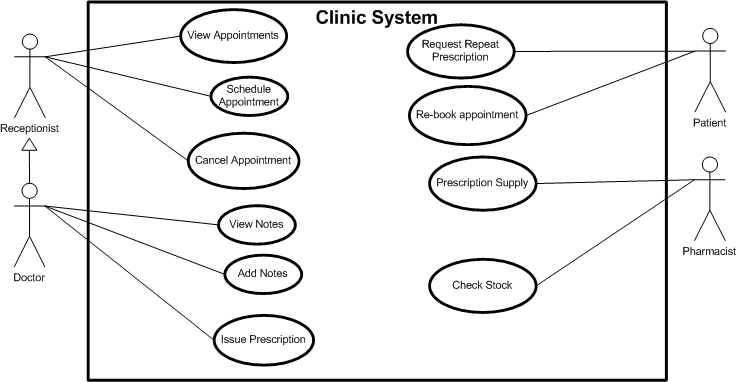 Clinic System
View Appointments
Schedule
Appointment
Cancel Appointment
Receptionist
View Notes
Add Notes
Issue Prescription
Doctor
Request Repeat
Prescription
Re-book appointment
Patient
Prescription Supply
Check Stock
Pharmacist